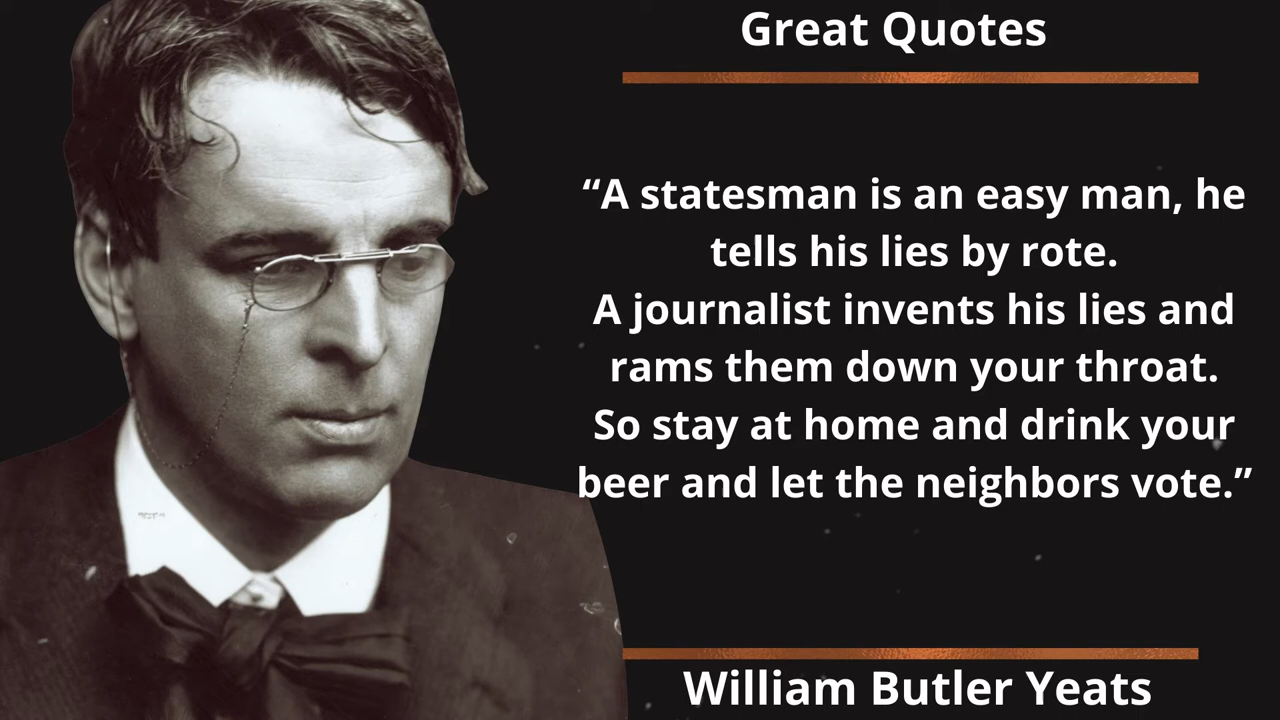 Great Quotes
“A statesman is an easy man, he
tells his lies by rote.
A journalist invents his lies and
rams them down your throat.
So stay at home and drink your
beer and let the neighbors vote.”
William Butler Yeats